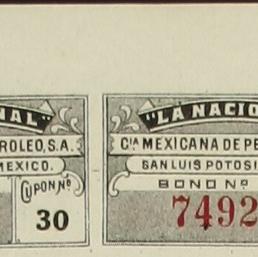 NAL"
ROLEO, S.A.
MEXICO.
CUPON Nº
30
"LA NACIO
CIA MEXICANA DE PE
SAN LUIS POTOSI
BONO Nº
7492